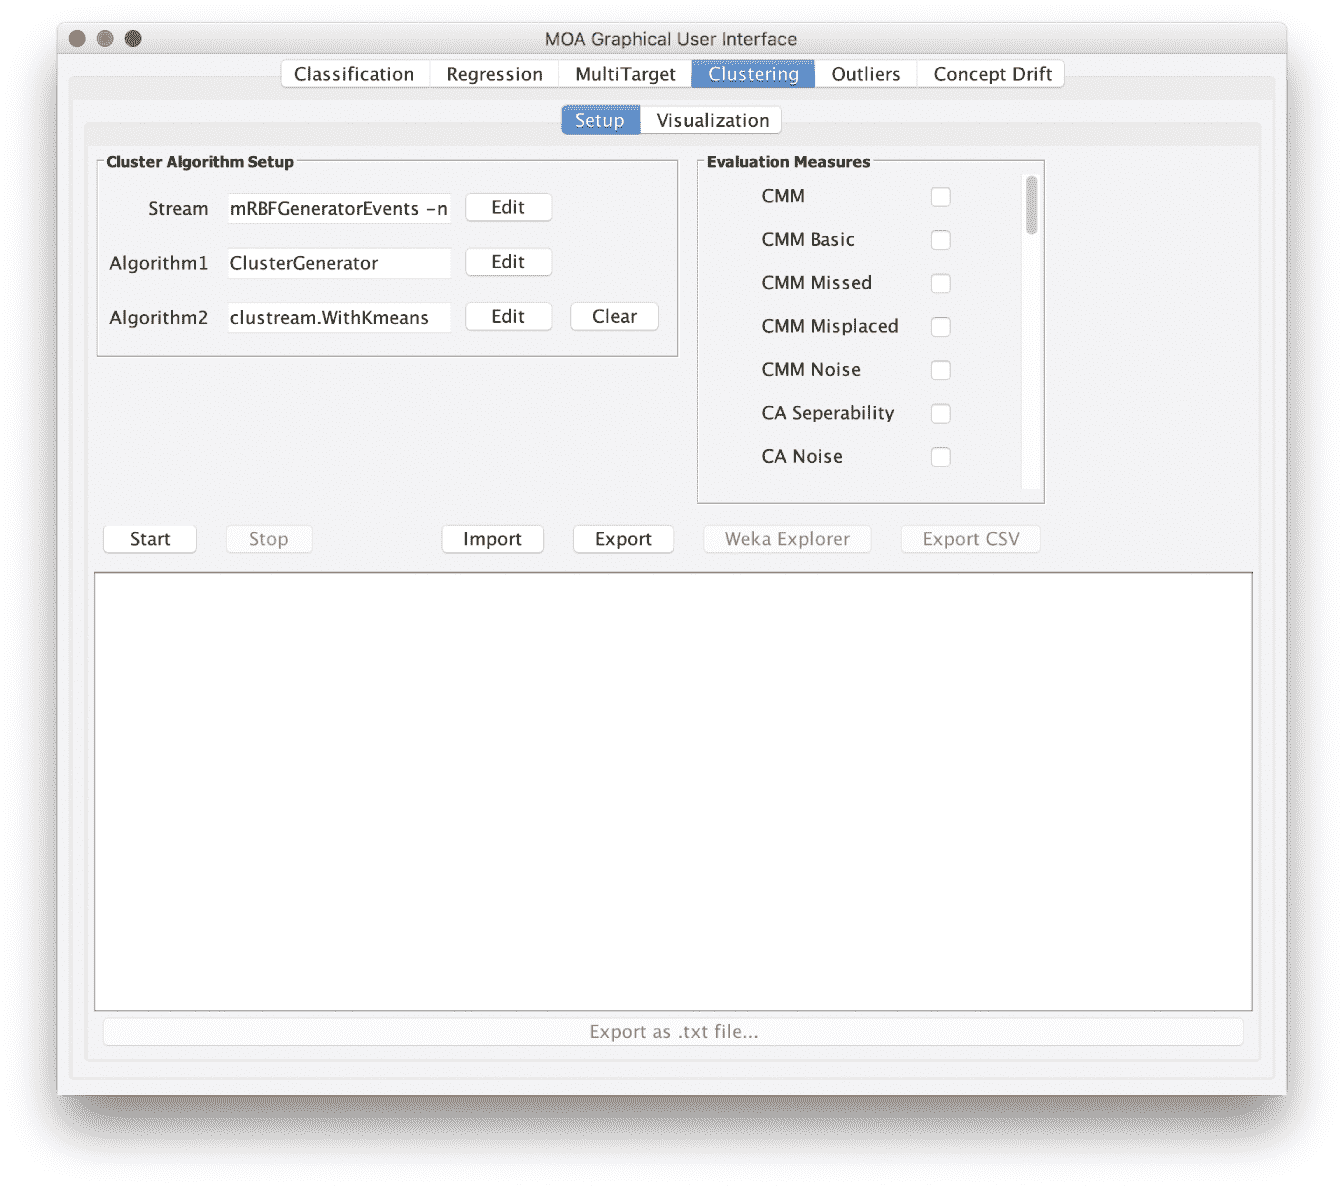 MOA Graphical User Interface
Classification Regression MultiTarget Clustering Outliers Concept Drift
Setup Visualization
Cluster Algorithm Setup
Stream mRBFGeneratorEvents -n Edit
Algorithm1 ClusterGenerator Edit
Algorithm2 clustream.WithKmeans Edit Clear
Evaluation Measures
CMM
CMM Basic
CMM Missed
CMM Misplaced
CMM Noise
CA Seperability
CA Noise
Start Stop Import Export Weka Explorer Export CSV
Export as .txt file...